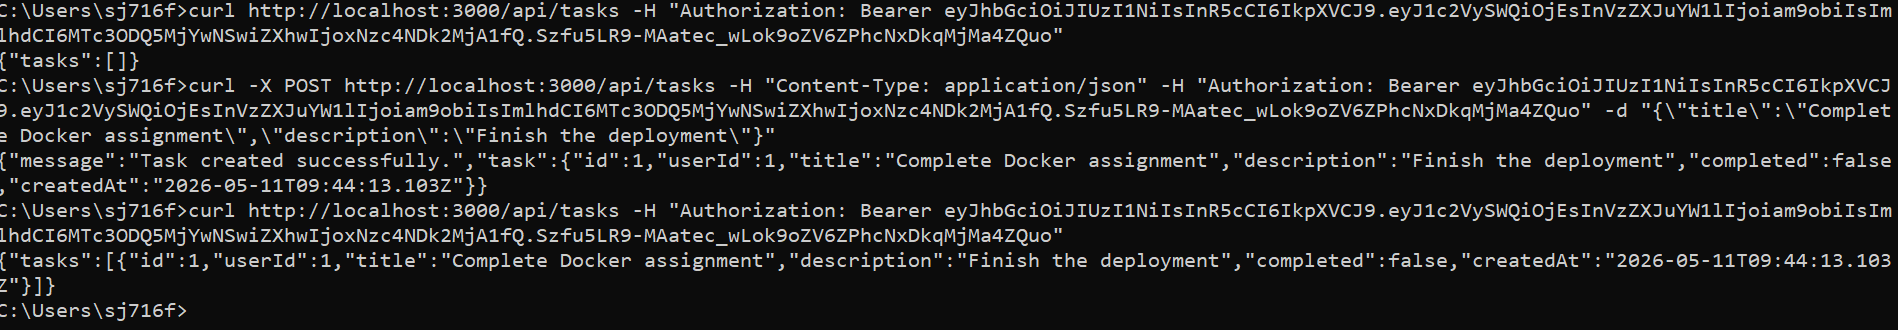 C:\Users\sj716f>curl http://localhost:3000/api/tasks -H "Authorization: Bearer eyJhbGciOiJIUzI1NiIsInR5cCI6IkpXVCJ9.eyJ1c2VySWQiOjEsInVzZXJuYW1lIjoiam9obiIsIm
lhdCI6MTc3ODQ5MjYwNSwiZXhwIjoxNzc4NDk2MjA1fQ.Szfu5LR9-MAatec_wLok9oZV6ZPhcNxDkqMjMa4ZQuo"
{"tasks":[]}
C:\Users\sj716f>curl -X POST http://localhost:3000/api/tasks -H "Content-Type: application/json" -H "Authorization: Bearer eyJhbGciOiJIUzI1NiIsInR5cCI6IkpXVCJ
9.eyJ1c2VySWQiOjEsInVzZXJuYW1lIjoiam9obiIsImlhdCI6MTc3ODQ5MjYwNSwiZXhwIjoxNzc4NDk2MjA1fQ.Szfu5LR9-MAatec_wLok9oZV6ZPhcNxDkqMjMa4ZQuo" -d "{\"title\":\"Complet
e Docker assignment\",\"description\":\"Finish the deployment\"}"
{"message":"Task created successfully.","task":{"id":1,"userId":1,"title":"Complete Docker assignment","description":"Finish the deployment","completed":false
,"createdAt":"2026-05-11T09:44:13.103Z"}}
C:\Users\sj716f>curl http://localhost:3000/api/tasks -H "Authorization: Bearer eyJhbGciOiJIUzI1NiIsInR5cCI6IkpXVCJ9.eyJ1c2VySWQiOjEsInVzZXJuYW1lIjoiam9obiIsIm
lhdCI6MTc3ODQ5MjYwNSwiZXhwIjoxNzc4NDk2MjA1fQ.Szfu5LR9-MAatec_wLok9oZV6ZPhcNxDkqMjMa4ZQuo"
{"tasks":[{"id":1,"userId":1,"title":"Complete Docker assignment","description":"Finish the deployment","completed":false,"createdAt":"2026-05-11T09:44:13.103
Z"}]}
C:\Users\sj716f>